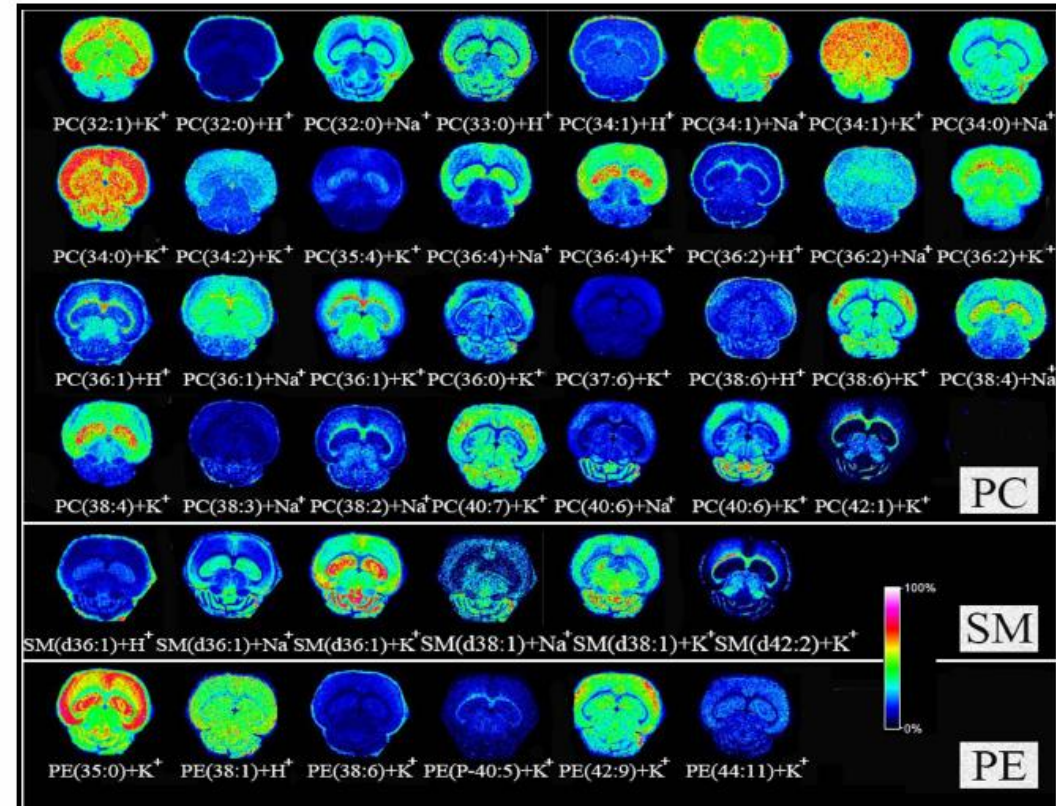 PC(32:1)+K+ PC(32:0)+H+ PC(32:0)+Na+ PC(33:0)+H+ PC(34:1)+H+ PC(34:1)+Na+ PC(34:1)+K+ PC(34:0)+Na+
PC(34:0)+K+ PC(34:2)+K+ PC(35:4)+K+ PC(36:4)+Na+ PC(36:4)+K+ PC(36:2)+H+ PC(36:2)+Na+ PC(36:2)+K+
PC(36:1)+H+ PC(36:1)+Na+ PC(36:1)+K+ PC(36:0)+K+ PC(37:6)+K+ PC(38:6)+H+ PC(38:6)+K+ PC(38:4)+Na+
PC(38:4)+K+ PC(38:3)+Na+ PC(38:2)+Na+ PC(40:7)+K+ PC(40:6)+Na+ PC(40:6)+K+ PC(42:1)+K+
PC
SM(d36:1)+H+ SM(d36:1)+Na+ SM(d36:1)+K+ SM(d38:1)+Na+ SM(d38:1)+K+ SM(d42:2)+K+
100%
SM
0%
PE(35:0)+K+ PE(38:1)+H+ PE(38:6)+K+ PE(P-40:5)+K+ PE(42:9)+K+ PE(44:11)+K+
PE